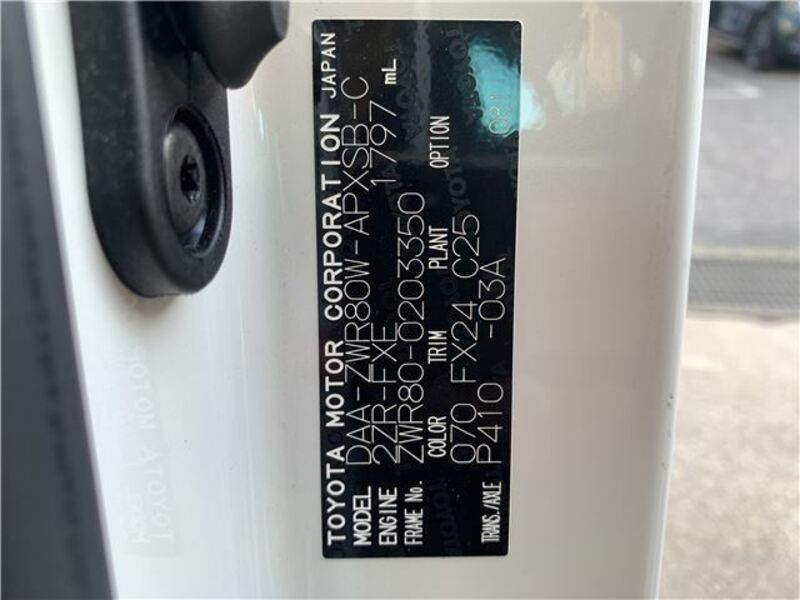 TOYOTA MOTOR CORPORATION JAPAN
MODEL DAA-ZWR80W-APXSB-C
ENGINE 2ZR-FXE 1797 mL
FRAME No. ZWR80-0203350
COLOR TRIM PLANT OPTION
070 FX24 C25
TRANS./AXLE P410 -03A
081